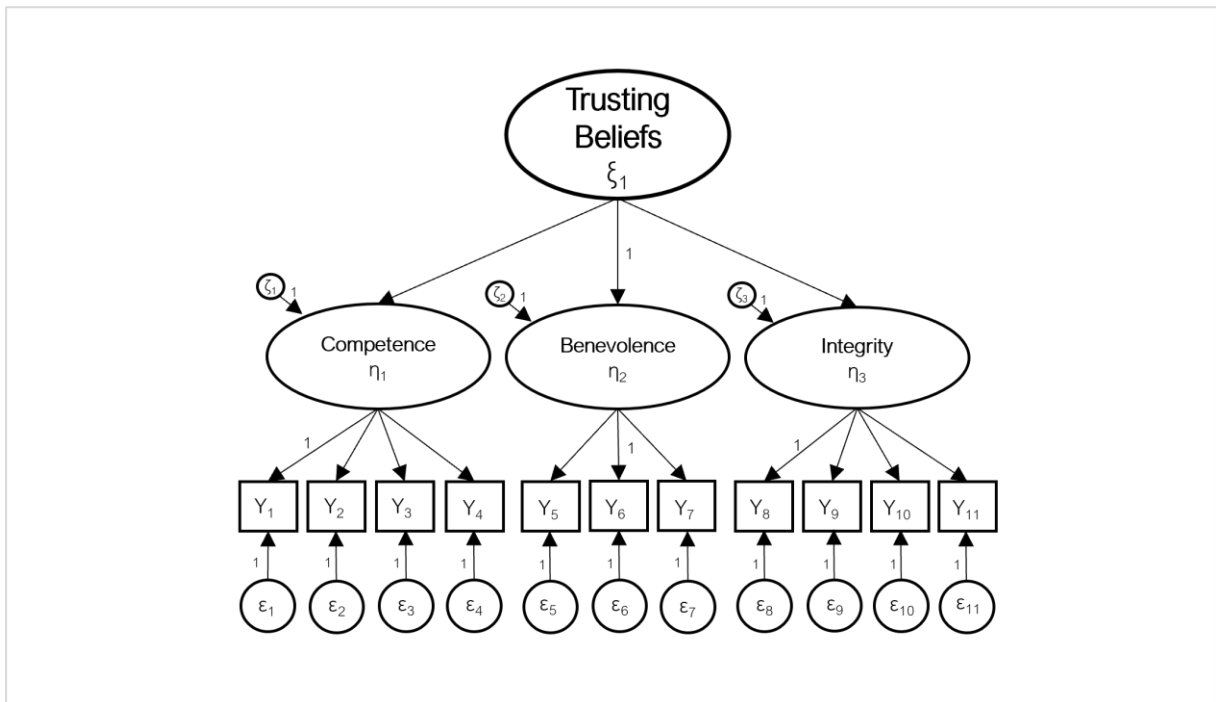 Trusting
Beliefs
ξ₁
1
ζ₁ 1 ζ₂ 1 ζ₃ 1
Competence Benevolence Integrity
η₁ η₂ η₃
1 1 1
Y₁ Y₂ Y₃ Y₄ Y₅ Y₆ Y₇ Y₈ Y₉ Y₁₀ Y₁₁
1 1 1 1 1 1 1 1 1 1 1
ε₁ ε₂ ε₃ ε₄ ε₅ ε₆ ε₇ ε₈ ε₉ ε₁₀ ε₁₁